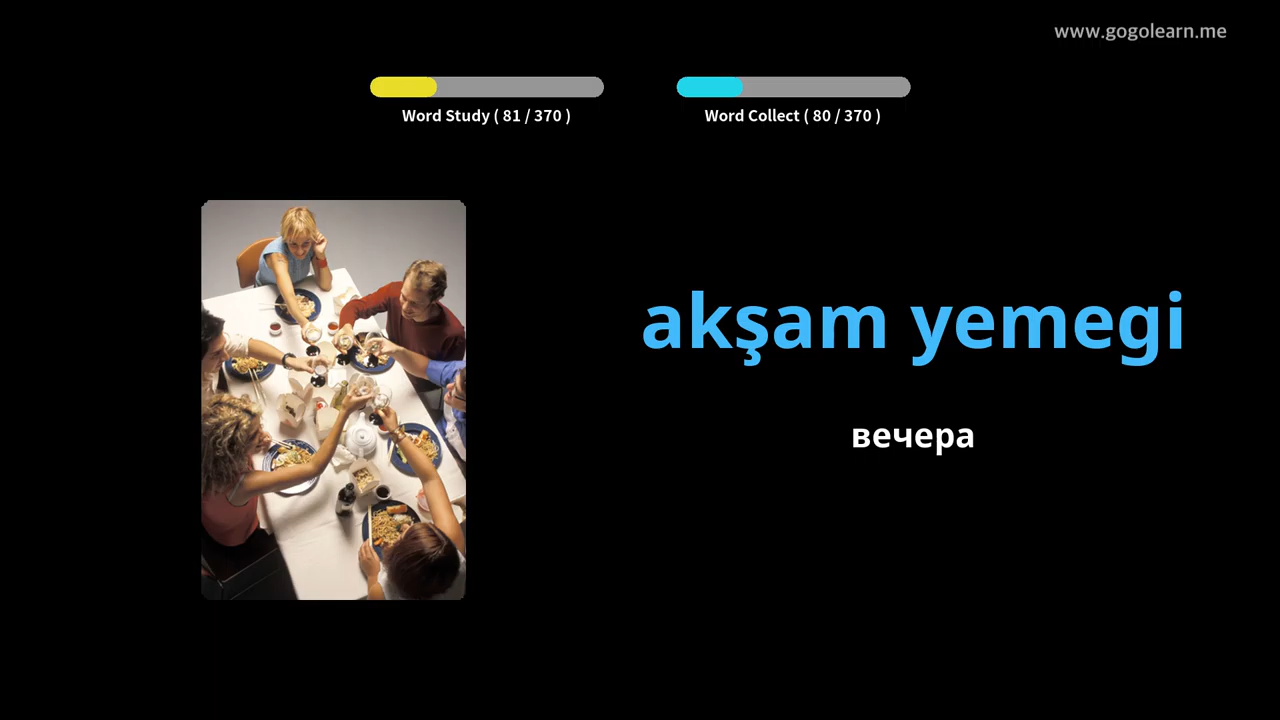 www.gogolearn.me
Word Study ( 81 / 370 )
Word Collect ( 80 / 370 )
akşam yemegi
вечера